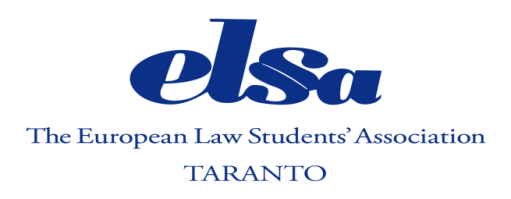 elsa
The European Law Students' Association
TARANTO